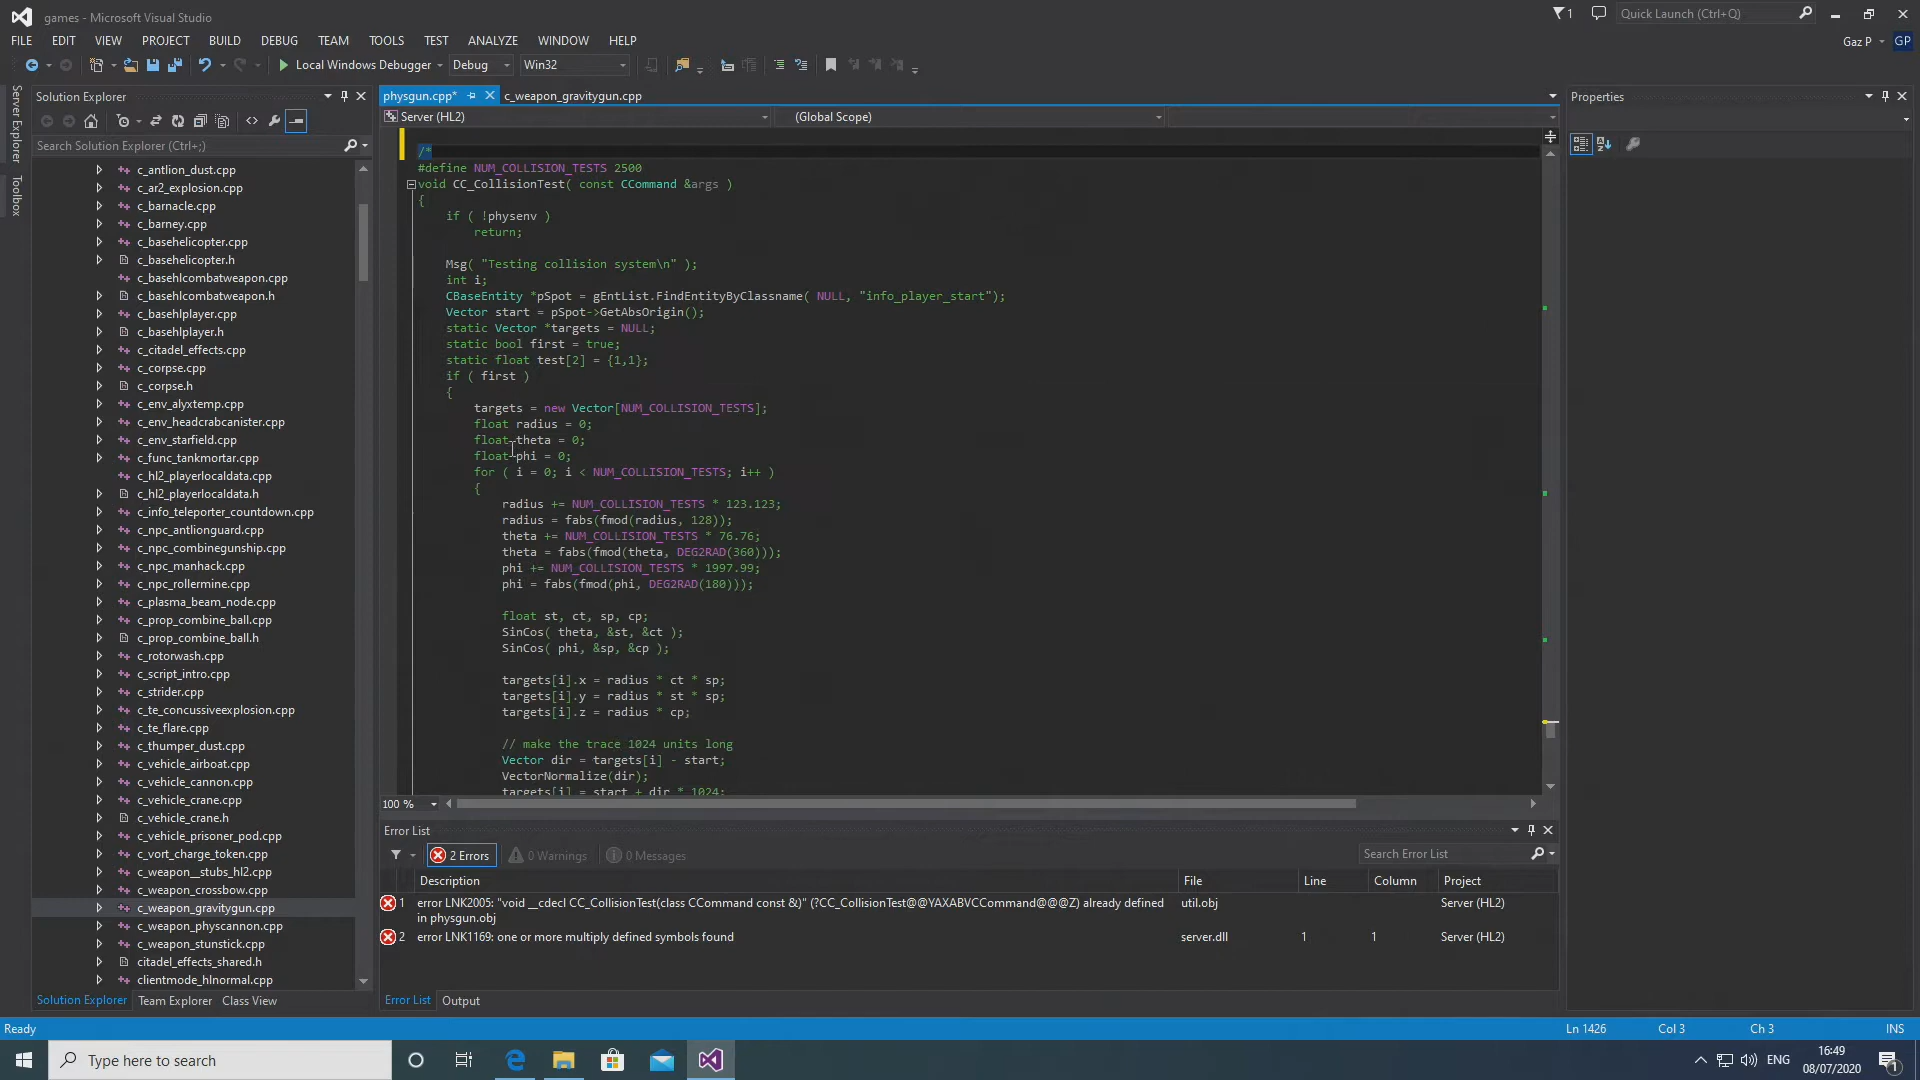 games - Microsoft Visual Studio
1
Quick Launch (Ctrl+Q)
FILE EDIT VIEW PROJECT BUILD DEBUG TEAM TOOLS TEST ANALYZE WINDOW HELP
Gaz P
GP
Local Windows Debugger
Debug
Win32
Server Explorer
Toolbox
Solution Explorer
Search Solution Explorer (Ctrl+;)
c_antlion_dust.cpp
c_ar2_explosion.cpp
c_barnacle.cpp
c_barney.cpp
c_basehelicopter.cpp
c_basehelicopter.h
c_basehlcombatweapon.cpp
c_basehlcombatweapon.h
c_basehlplayer.cpp
c_basehlplayer.h
c_citadel_effects.cpp
c_corpse.cpp
c_corpse.h
c_env_alyxtemp.cpp
c_env_headcrabcanister.cpp
c_env_starfield.cpp
c_func_tankmortar.cpp
c_hl2_playerlocaldata.cpp
c_hl2_playerlocaldata.h
c_info_teleporter_countdown.cpp
c_npc_antlionguard.cpp
c_npc_combinegunship.cpp
c_npc_manhack.cpp
c_npc_rollermine.cpp
c_plasma_beam_node.cpp
c_prop_combine_ball.cpp
c_prop_combine_ball.h
c_rotorwash.cpp
c_script_intro.cpp
c_strider.cpp
c_te_concussiveexplosion.cpp
c_te_flare.cpp
c_thumper_dust.cpp
c_vehicle_airboat.cpp
c_vehicle_cannon.cpp
c_vehicle_crane.cpp
c_vehicle_crane.h
c_vehicle_prisoner_pod.cpp
c_vort_charge_token.cpp
c_weapon__stubs_hl2.cpp
c_weapon_crossbow.cpp
c_weapon_gravitygun.cpp
c_weapon_physcannon.cpp
c_weapon_stunstick.cpp
citadel_effects_shared.h
clientmode_hlnormal.cpp
Solution Explorer Team Explorer Class View
physgun.cpp*
c_weapon_gravitygun.cpp
Server (HL2)
(Global Scope)
/*
#define NUM_COLLISION_TESTS 2500
void CC_CollisionTest( const CCommand &args )
{
if ( !physenv )
return;
Msg( "Testing collision system\n" );
int i;
CBaseEntity *pSpot = gEntList.FindEntityByClassname( NULL, "info_player_start");
Vector start = pSpot->GetAbsOrigin();
static Vector *targets = NULL;
static bool first = true;
static float test[2] = {1,1};
if ( first )
{
targets = new Vector[NUM_COLLISION_TESTS];
float radius = 0;
float theta = 0;
float phi = 0;
for ( i = 0; i < NUM_COLLISION_TESTS; i++ )
{
radius += NUM_COLLISION_TESTS * 123.123;
radius = fabs(fmod(radius, 128));
theta += NUM_COLLISION_TESTS * 76.76;
theta = fabs(fmod(theta, DEG2RAD(360)));
phi += NUM_COLLISION_TESTS * 1997.99;
phi = fabs(fmod(phi, DEG2RAD(180)));
float st, ct, sp, cp;
SinCos( theta, &st, &ct );
SinCos( phi, &sp, &cp );
targets[i].x = radius * ct * sp;
targets[i].y = radius * st * sp;
targets[i].z = radius * cp;
// make the trace 1024 units long
Vector dir = targets[i] - start;
VectorNormalize(dir);
targets[i] = start + dir * 1024;
100 %
Error List
2 Errors
0 Warnings
0 Messages
Search Error List
Description File Line Column Project
1 error LNK2005: "void __cdecl CC_CollisionTest(class CCommand const &)" (?CC_CollisionTest@@YAXABVCCommand@@@Z) already defined util.obj Server (HL2)
in physgun.obj
2 error LNK1169: one or more multiply defined symbols found server.dll 1 1 Server (HL2)
Error List Output
Properties
Ready
Ln 1426 Col 3 Ch 3 INS
Type here to search
ENG
16:49
08/07/2020
1